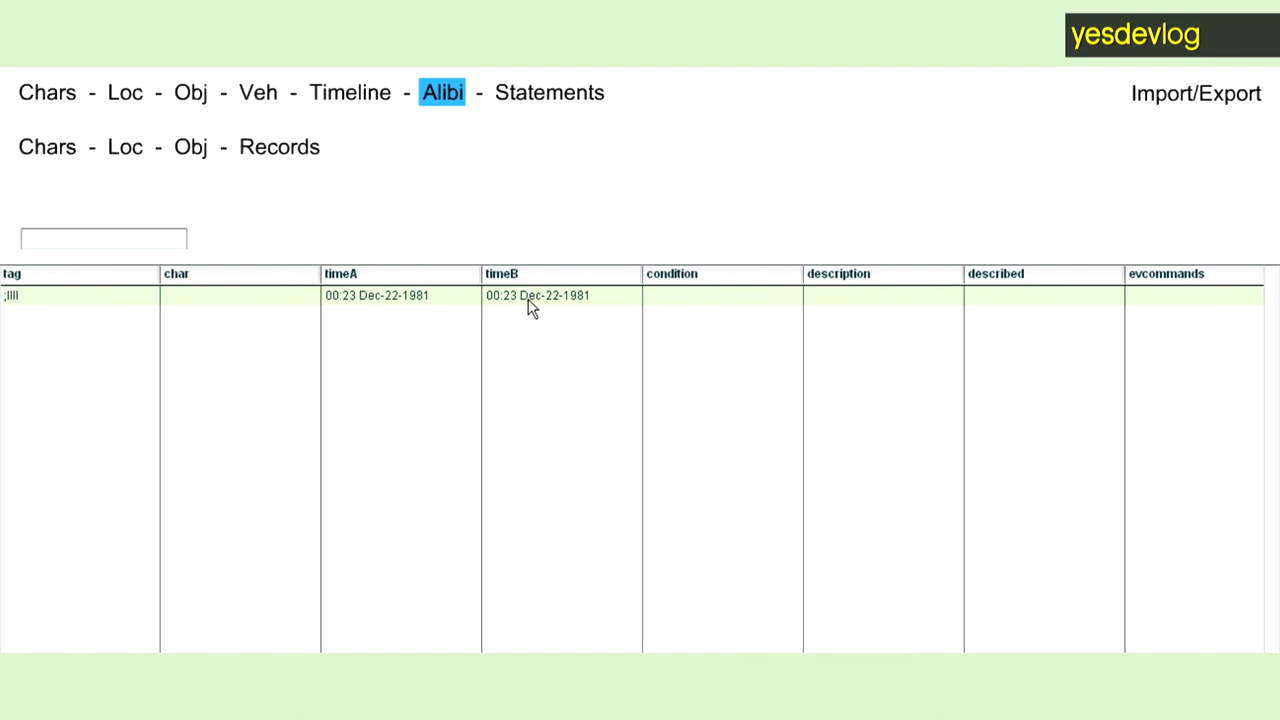 yesdevlog
Chars - Loc - Obj - Veh - Timeline - Alibi - Statements
Import/Export
Chars - Loc - Obj - Records
tag char timeA timeB condition description described evcommands
;llll 00:23 Dec-22-1981 00:23 Dec-22-1981